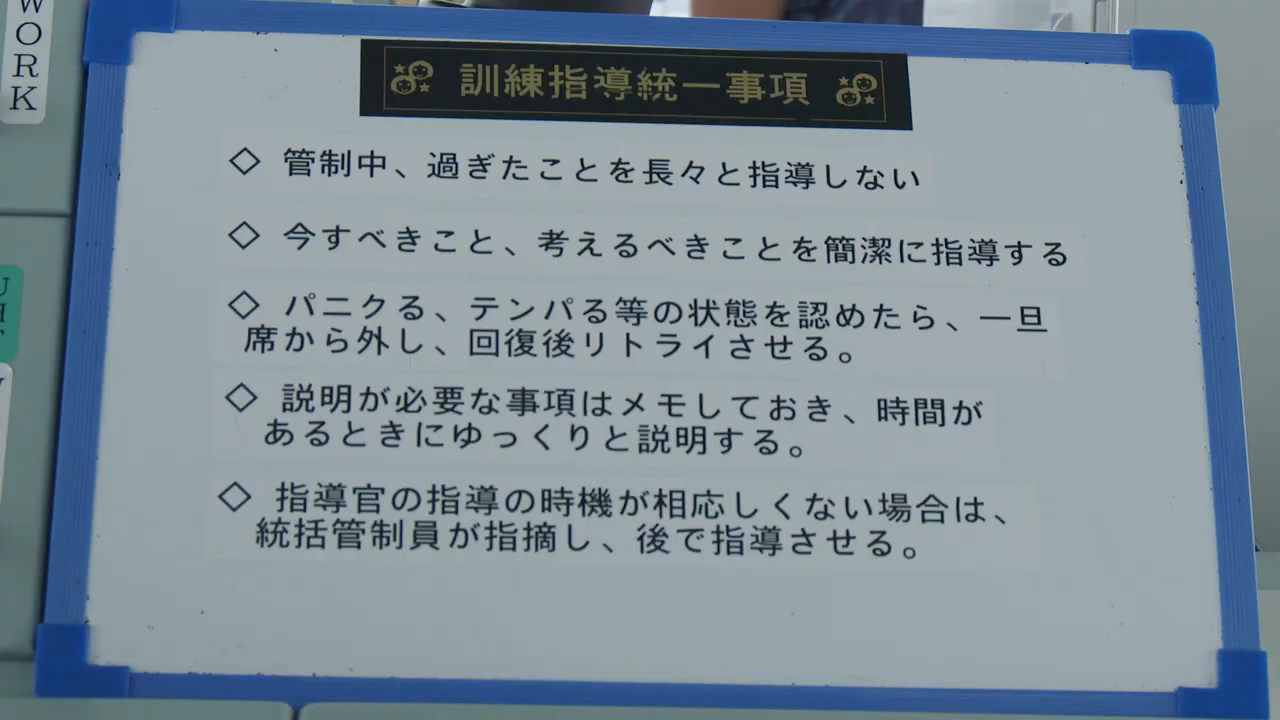 WORK
訓練指導統一事項
◇ 管制中、過ぎたことを長々と指導しない
◇ 今すべきこと、考えるべきことを簡潔に指導する
◇ パニクる、テンパる等の状態を認めたら、一旦
席から外し、回復後リトライさせる。
◇ 説明が必要な事項はメモしておき、時間が
あるときにゆっくりと説明する。
◇ 指導官の指導の時機が相応しくない場合は、
統括管制員が指摘し、後で指導させる。